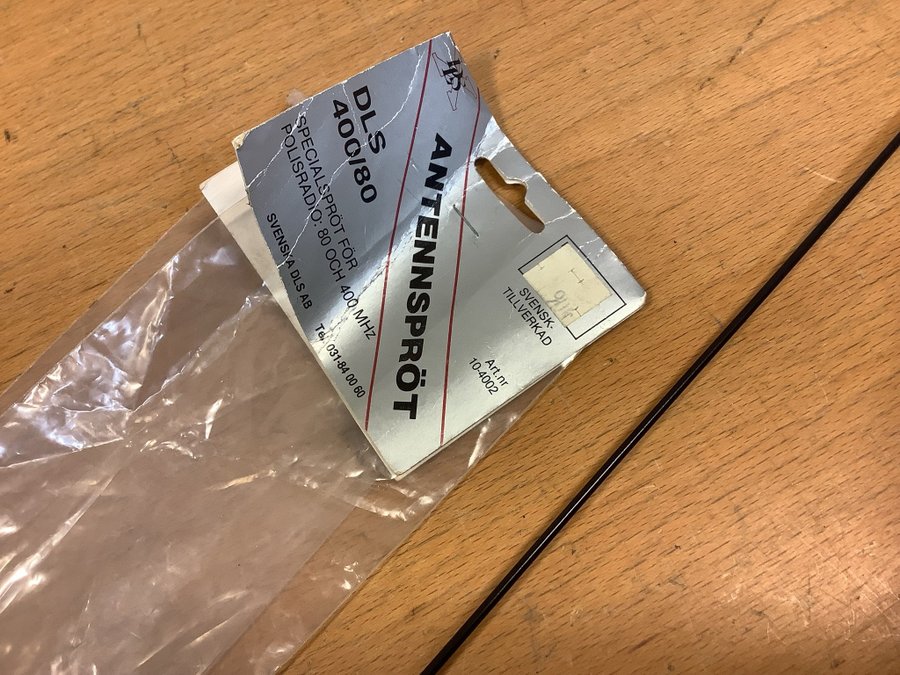 DLS
DLS
400/80
SPECIALSPRÖT FÖR
POLISRADIO: 80 OCH 400 MHz
SVENSKA DLS AB
Tel. 031-84 00 60
ANTENNSPRÖT
SVENSK-
TILLVERKAD
Art.nr
10-4002